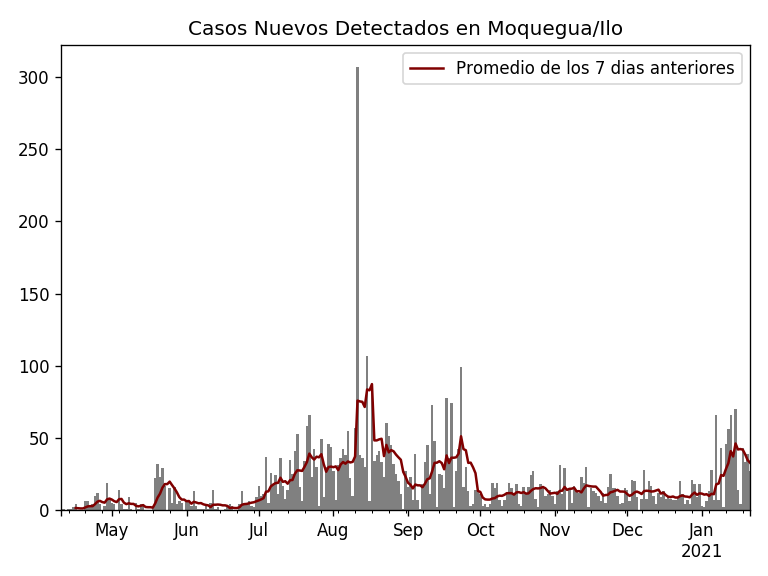 Casos Nuevos Detectados en Moquegua/Ilo
Promedio de los 7 dias anteriores
300
250
200
150
100
50
0
May Jun Jul Aug Sep Oct Nov Dec Jan
2021